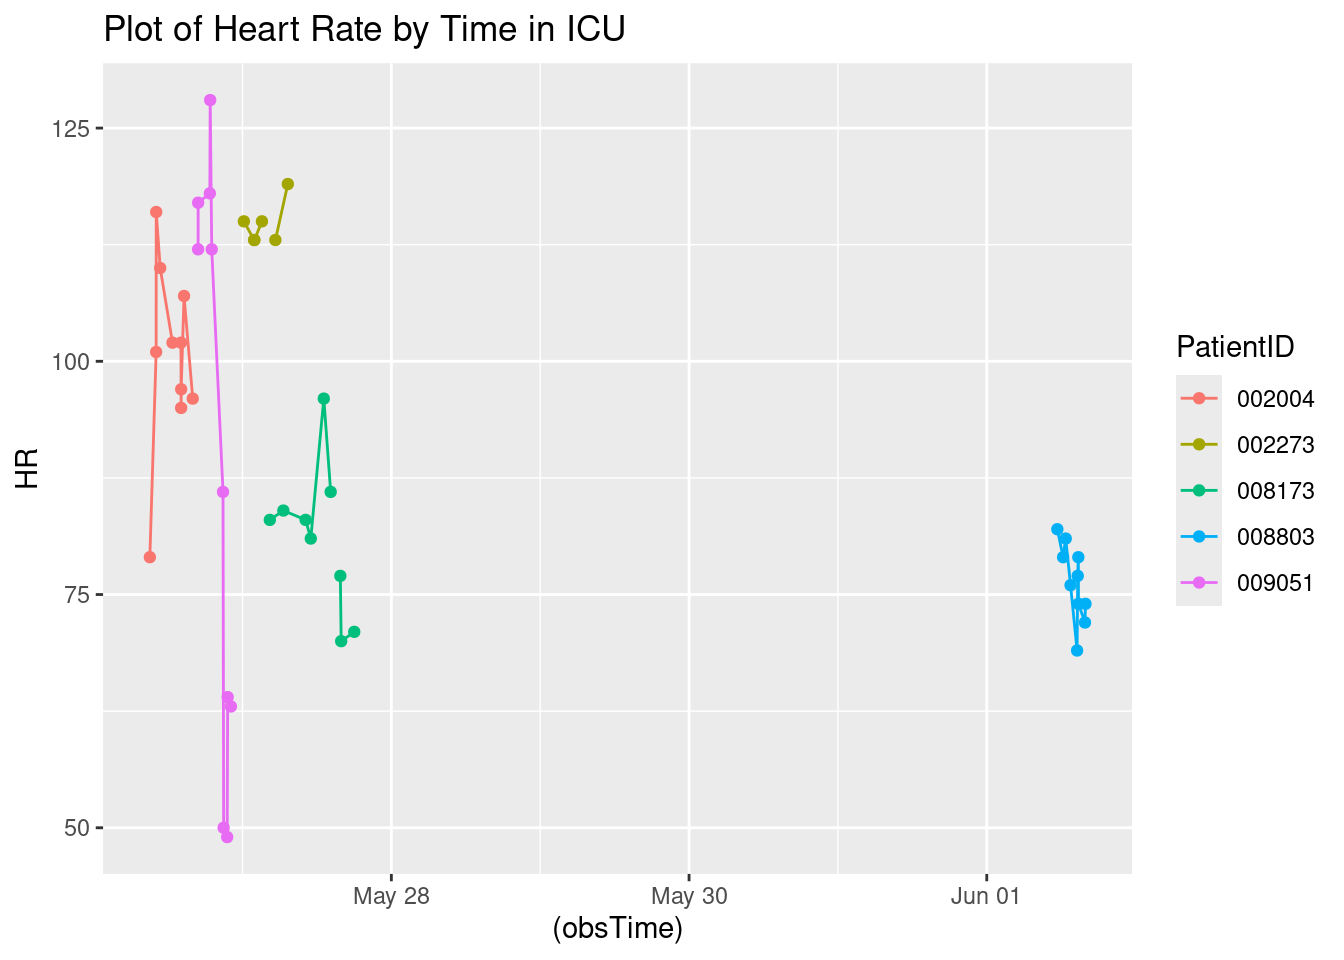 Plot of Heart Rate by Time in ICU
125
100
75
50
HR
May 28
May 30
Jun 01
(obsTime)
PatientID
002004
002273
008173
008803
009051